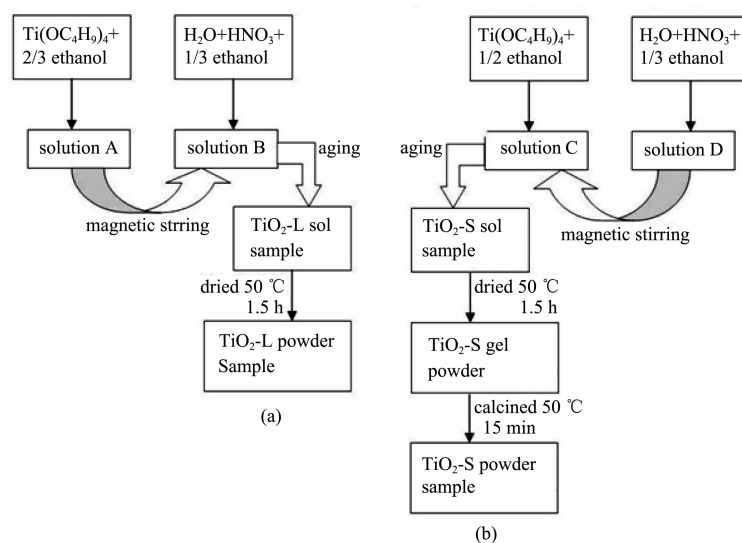 Ti(OC₄H₉)₄+
2/3 ethanol
H₂O+HNO₃+
1/3 ethanol
solution A
solution B
aging
magnetic strring
TiO₂-L sol
sample
dried 50 ℃
1.5 h
TiO₂-L powder
Sample
(a)
Ti(OC₄H₉)₄+
1/2 ethanol
H₂O+HNO₃+
1/3 ethanol
aging
solution C
solution D
magnetic stirring
TiO₂-S sol
sample
dried 50 ℃
1.5 h
TiO₂-S gel
powder
calcined 50 ℃
15 min
TiO₂-S powder
sample
(b)